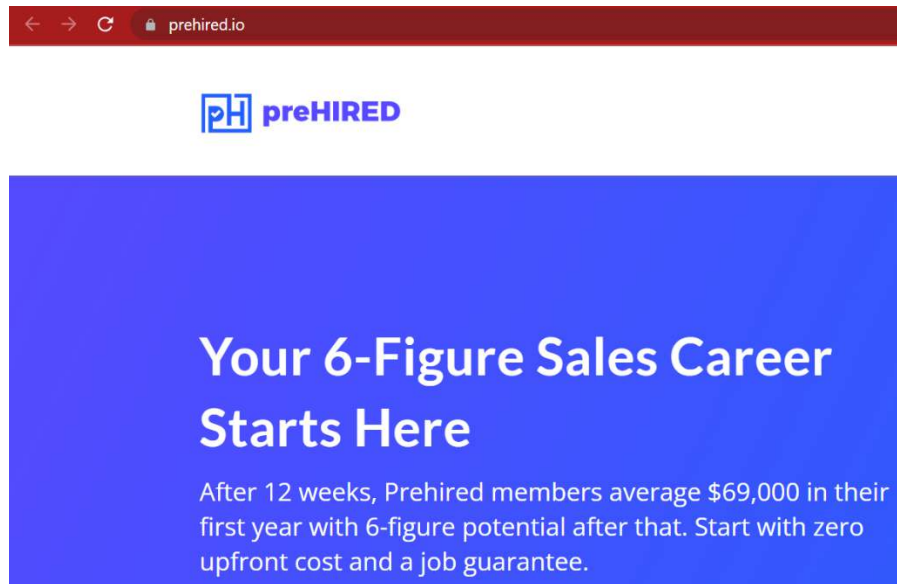 prehired.io
pH preHIRED
Your 6-Figure Sales Career
Starts Here
After 12 weeks, Prehired members average $69,000 in their
first year with 6-figure potential after that. Start with zero
upfront cost and a job guarantee.